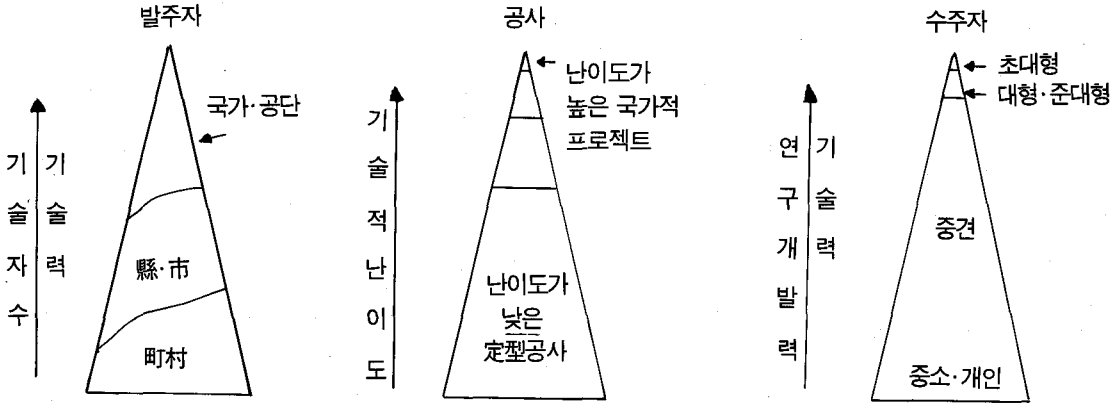 발주자
국가·공단
기술자수
기술력
縣·市
町村
공사
난이도가
높은 국가적
프로젝트
기술적난이도
난이도가
낮은
定型공사
수주자
초대형
대형·준대형
연구개발력
기술력
중견
중소·개인